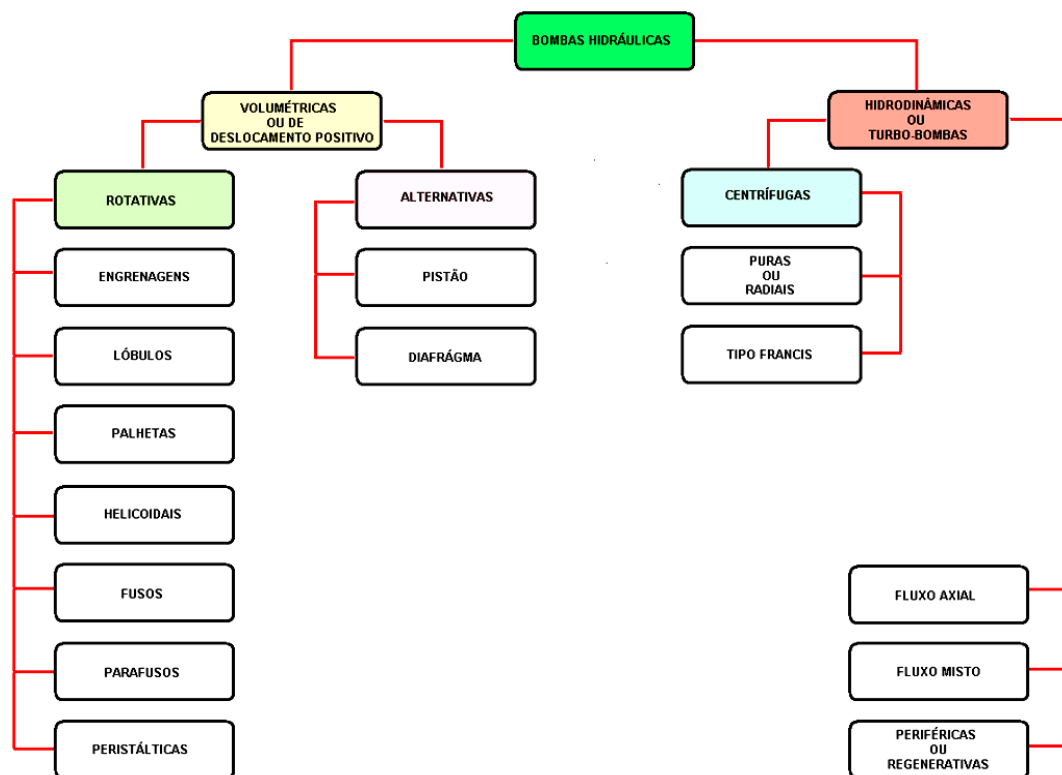 BOMBAS HIDRÁULICAS
VOLUMÉTRICAS
OU DE
DESLOCAMENTO POSITIVO
HIDRODINÂMICAS
OU
TURBO-BOMBAS
ROTATIVAS
ALTERNATIVAS
CENTRÍFUGAS
ENGRENAGENS
PISTÃO
PURAS
OU
RADIAIS
LÓBULOS
DIAFRÁGMA
TIPO FRANCIS
PALHETAS
HELICOIDAIS
FUSOS
FLUXO AXIAL
PARAFUSOS
FLUXO MISTO
PERISTÁLTICAS
PERIFÉRICAS
OU
REGENERATIVAS